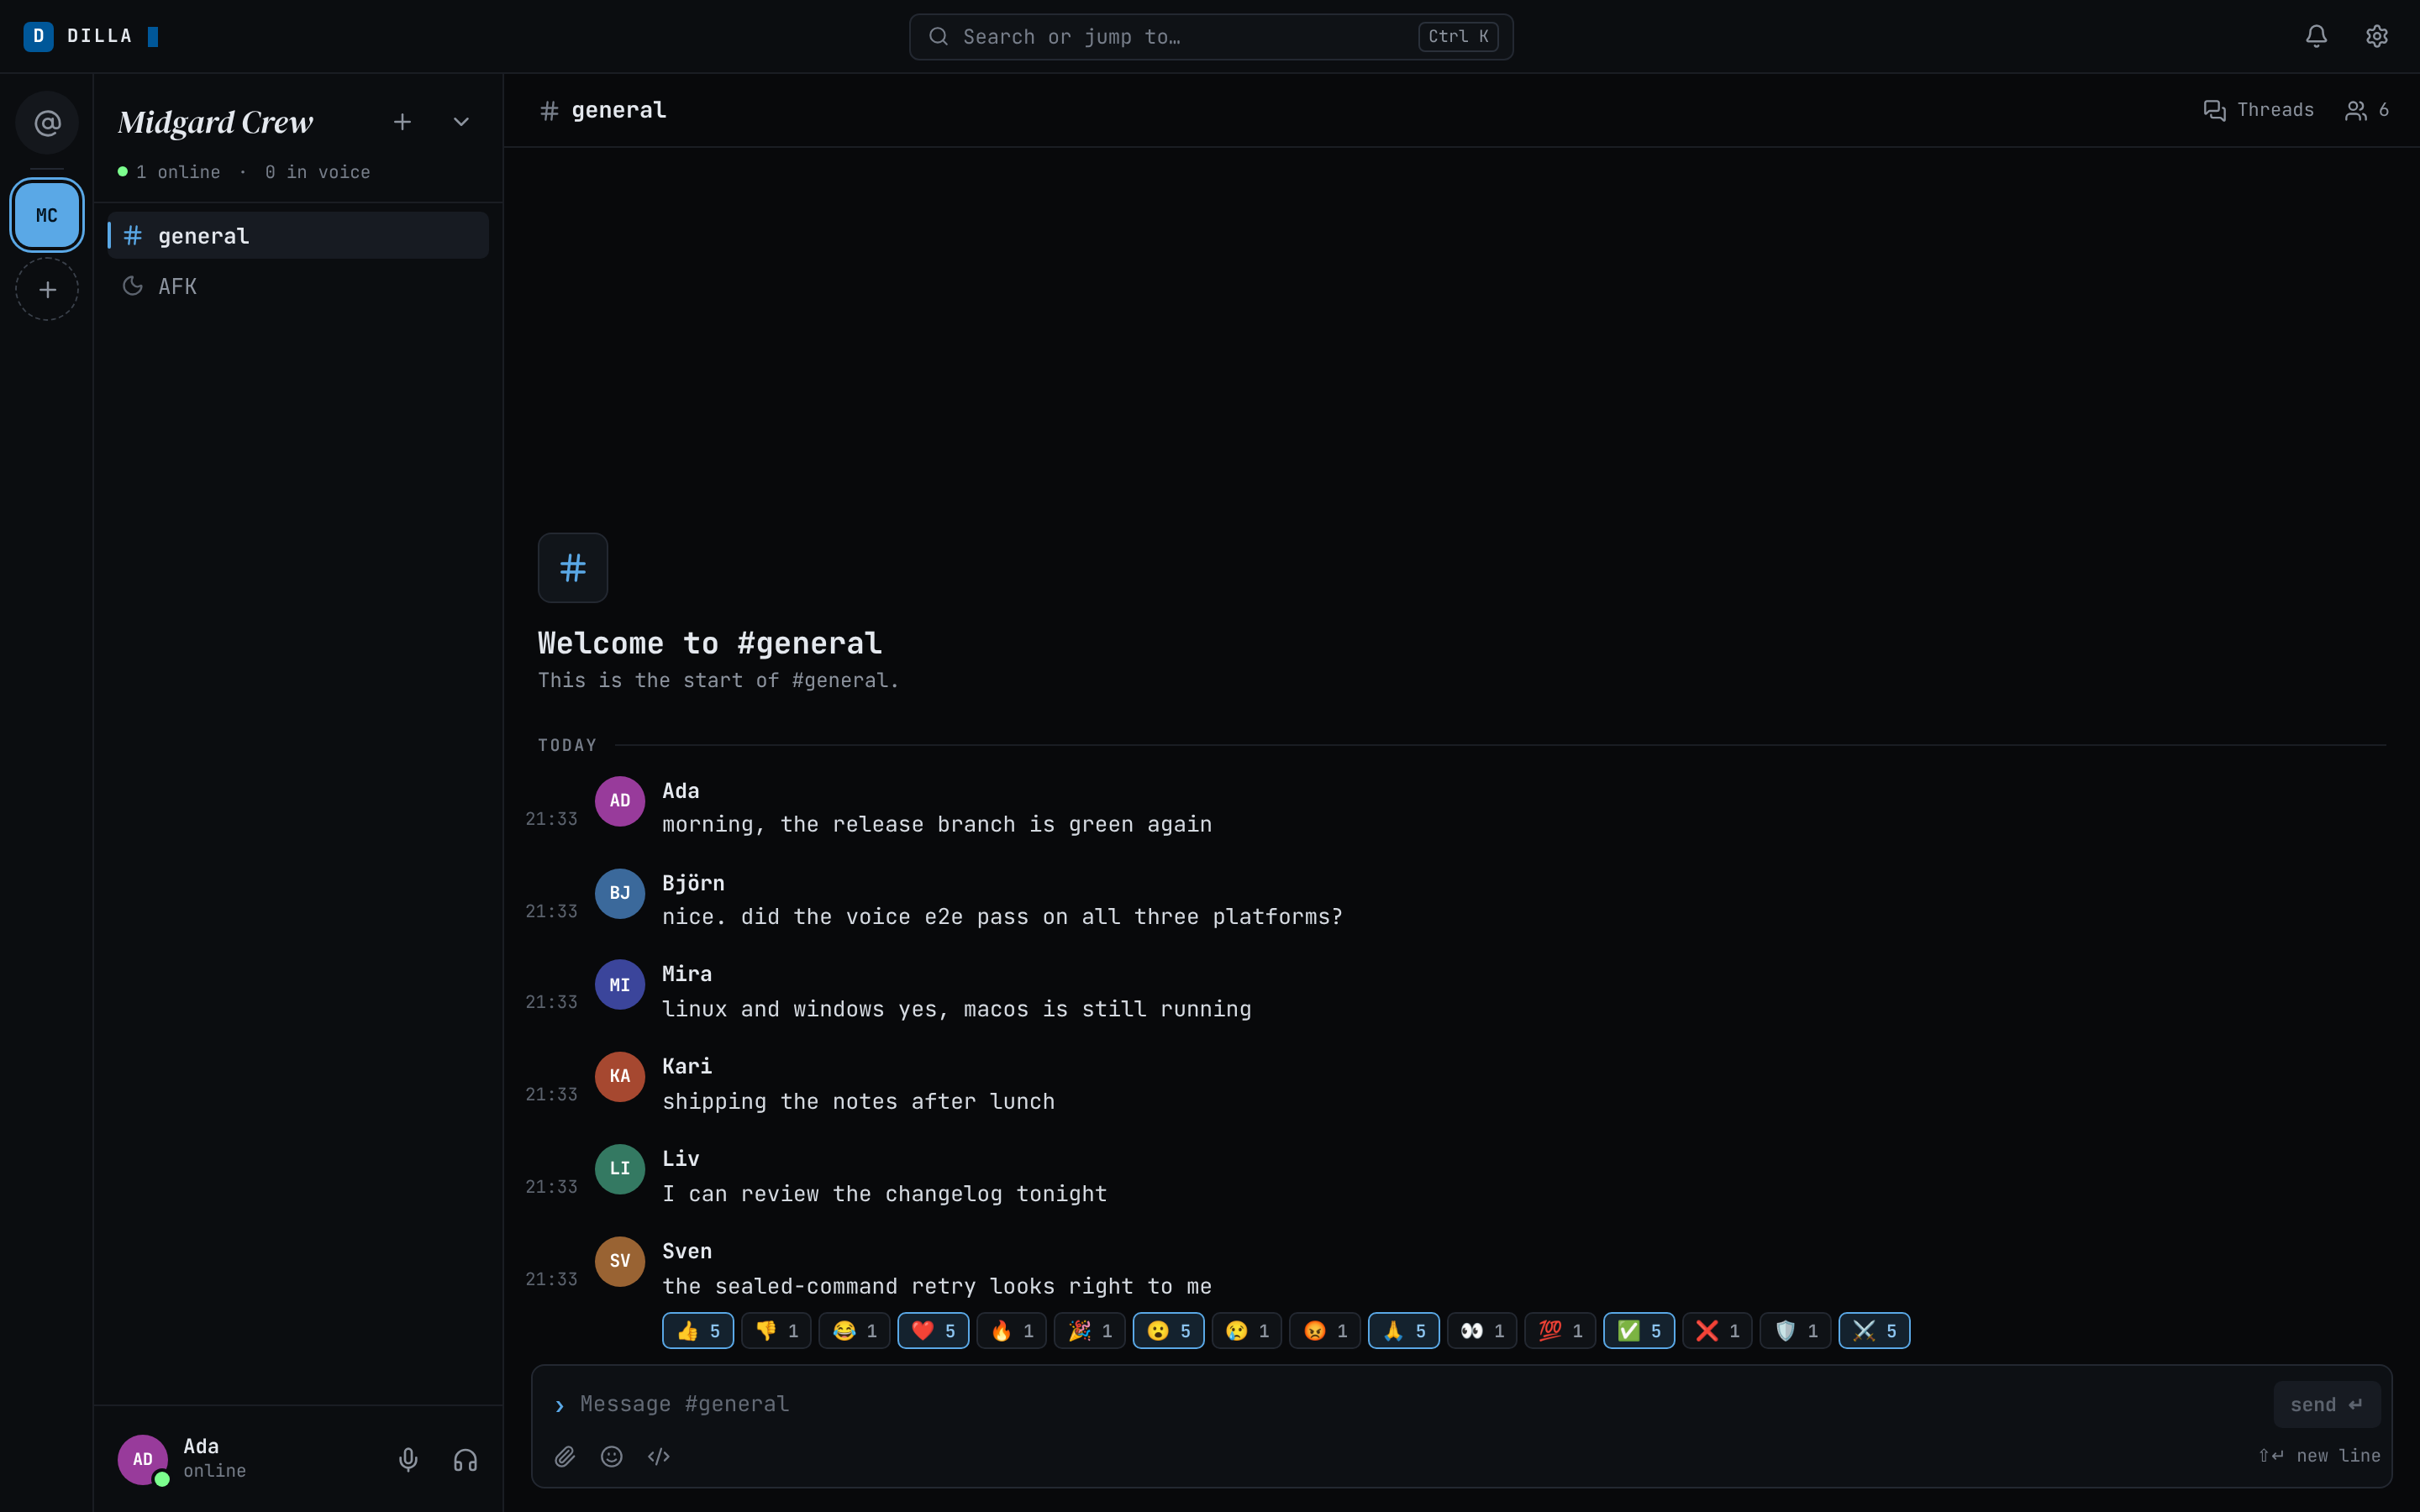 D DILLA
Search or jump to… Ctrl K
Midgard Crew
1 online · 0 in voice
MC
general
AFK
# general
Threads
6
#
Welcome to #general
This is the start of #general.
TODAY
AD Ada
21:33 morning, the release branch is green again
BJ Björn
21:33 nice. did the voice e2e pass on all three platforms?
MI Mira
21:33 linux and windows yes, macos is still running
KA Kari
21:33 shipping the notes after lunch
LI Liv
21:33 I can review the changelog tonight
SV Sven
21:33 the sealed-command retry looks right to me
👍 5 👎 1 😂 1 ❤️ 5 🔥 1 🎉 1 😮 5 😢 1 😡 1 🙏 5 👀 1 💯 1 ✅ 5 ❌ 1 🛡️ 1 ⚔️ 5
› Message #general
send ↵
⇧↵ new line
AD Ada
online